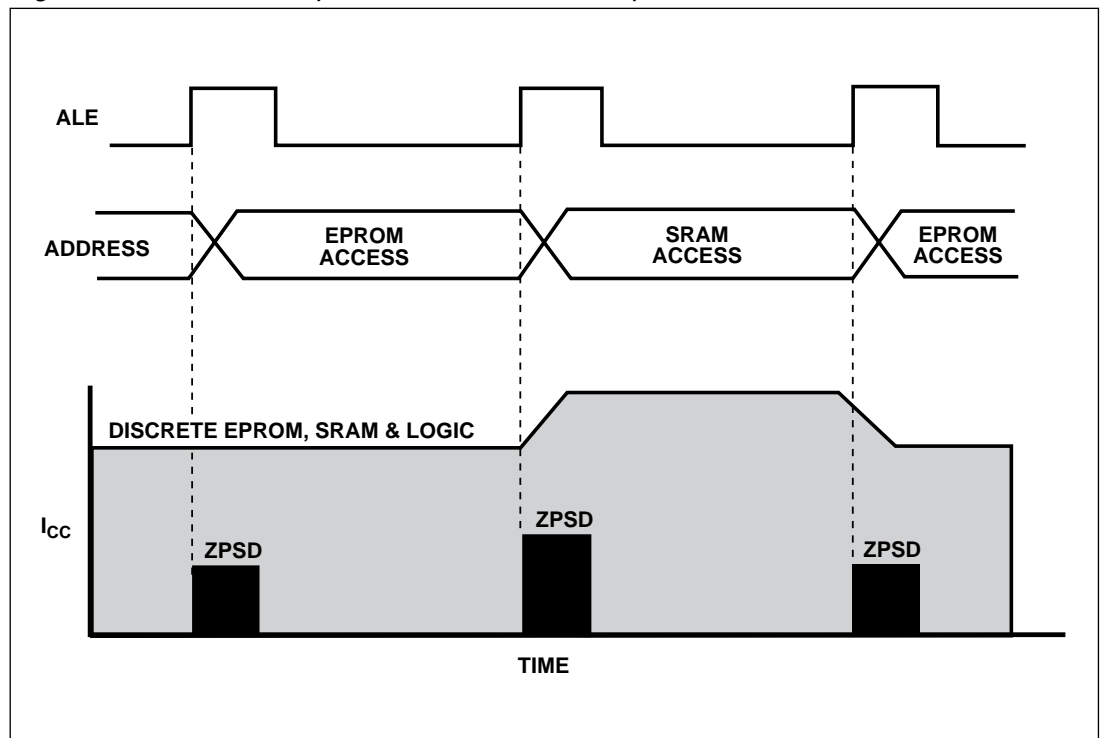 ALE
ADDRESS
EPROM
ACCESS
SRAM
ACCESS
EPROM
ACCESS
DISCRETE EPROM, SRAM & LOGIC
ICC
ZPSD
ZPSD
ZPSD
TIME